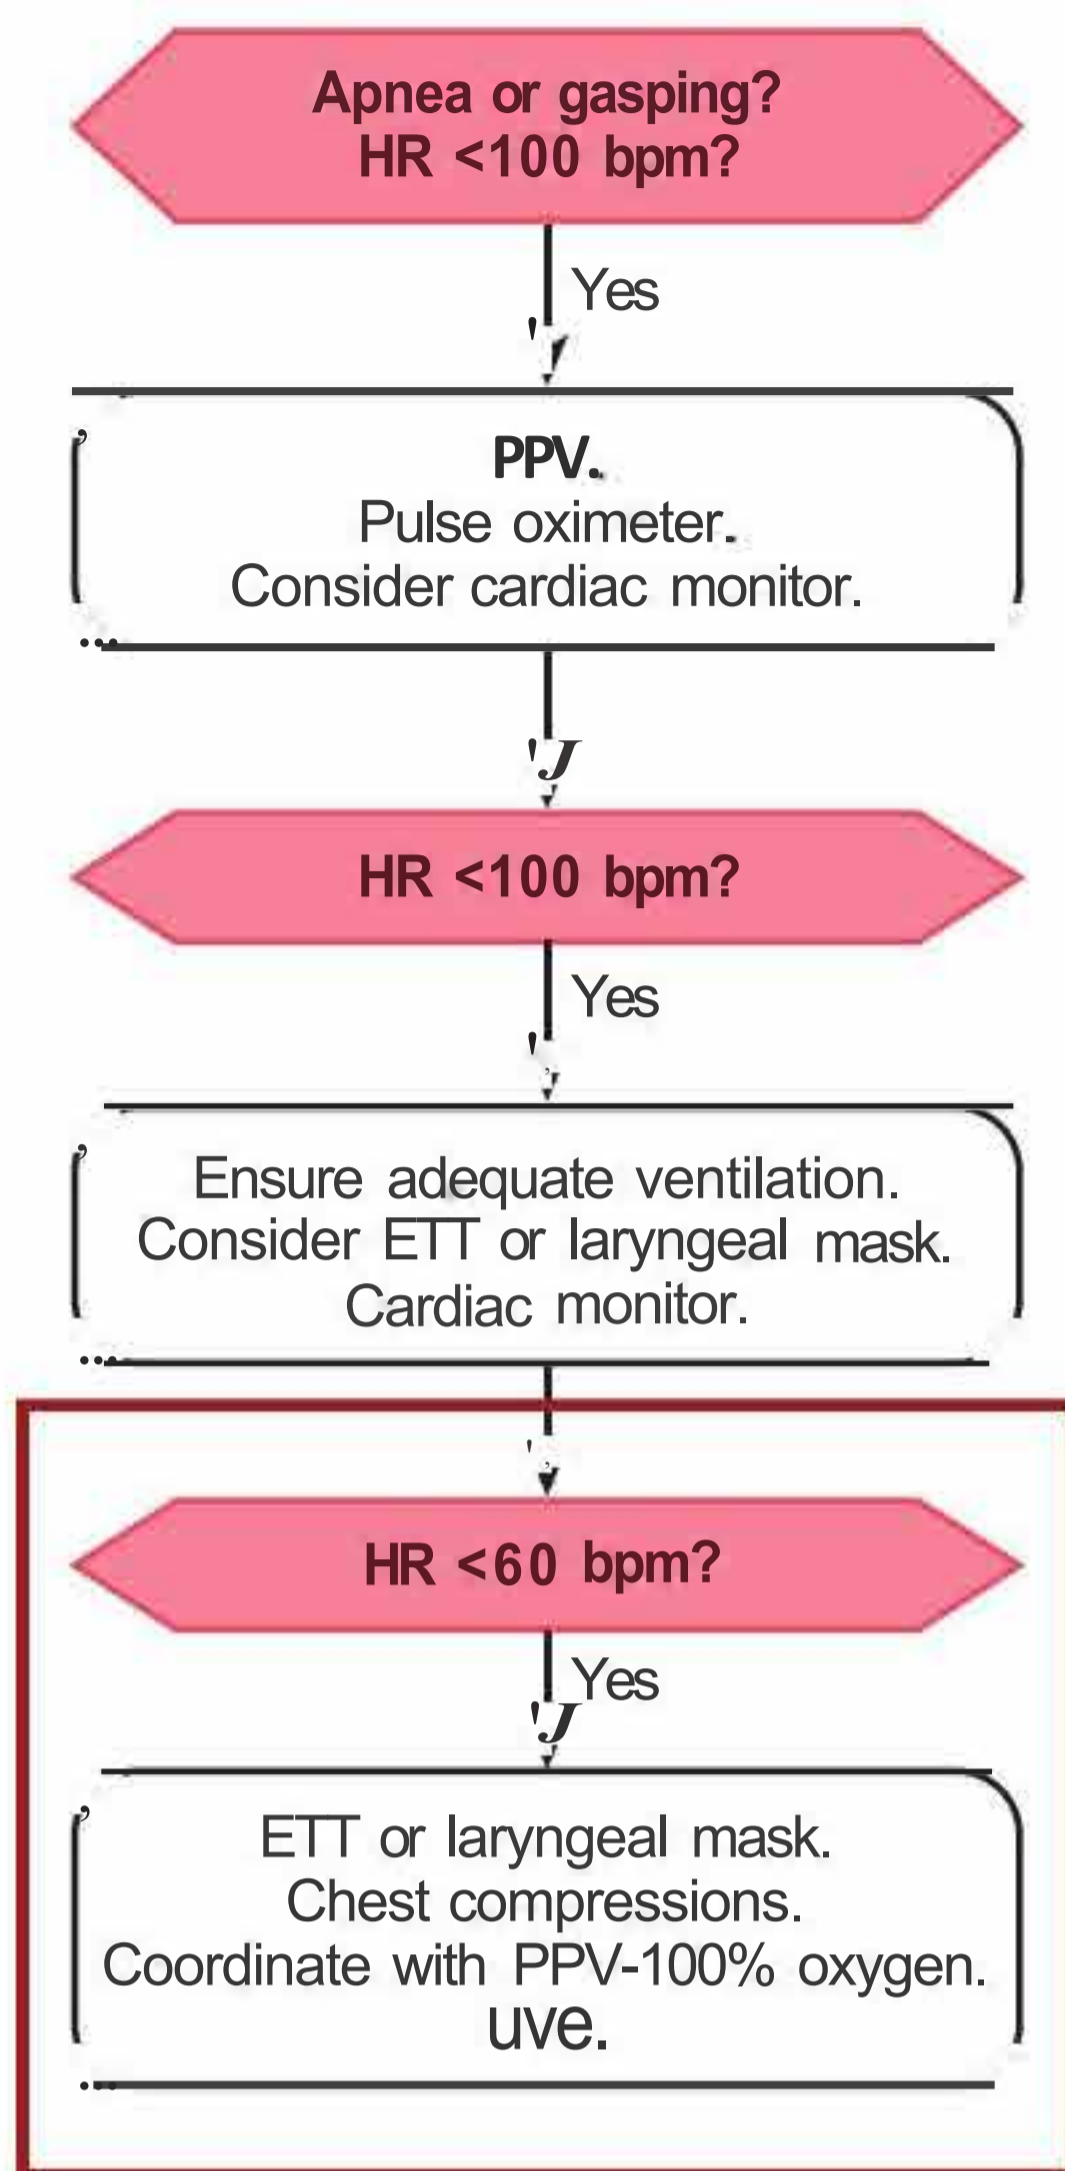 Apnea or gasping?
HR <100 bpm?
Yes
PPV.
Pulse oximeter.
Consider cardiac monitor.
HR <100 bpm?
Yes
Ensure adequate ventilation.
Consider ETT or laryngeal mask.
Cardiac monitor.
HR <60 bpm?
Yes
ETT or laryngeal mask.
Chest compressions.
Coordinate with PPV-100% oxygen.
uve.